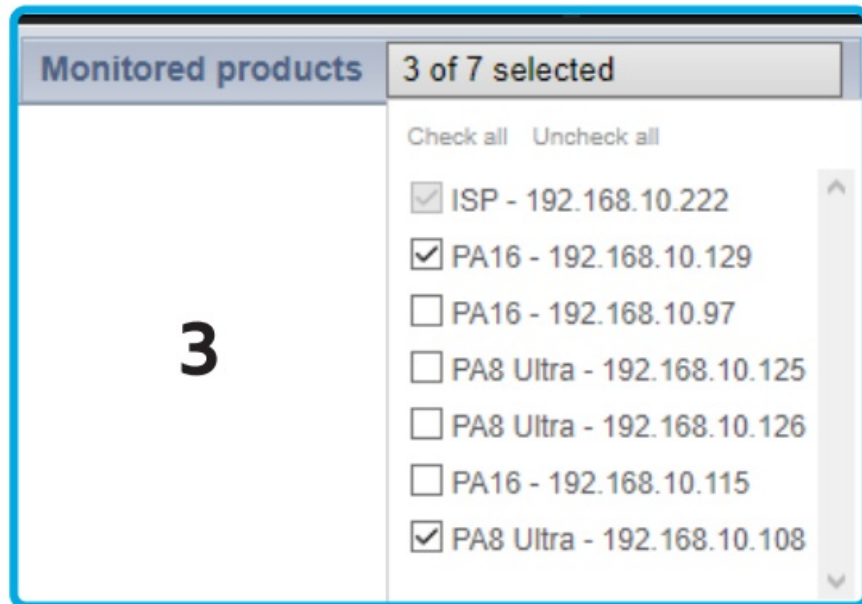 Monitored products 3 of 7 selected
Check all Uncheck all
ISP - 192.168.10.222
PA16 - 192.168.10.129
PA16 - 192.168.10.97
3
PA8 Ultra - 192.168.10.125
PA8 Ultra - 192.168.10.126
PA16 - 192.168.10.115
PA8 Ultra - 192.168.10.108